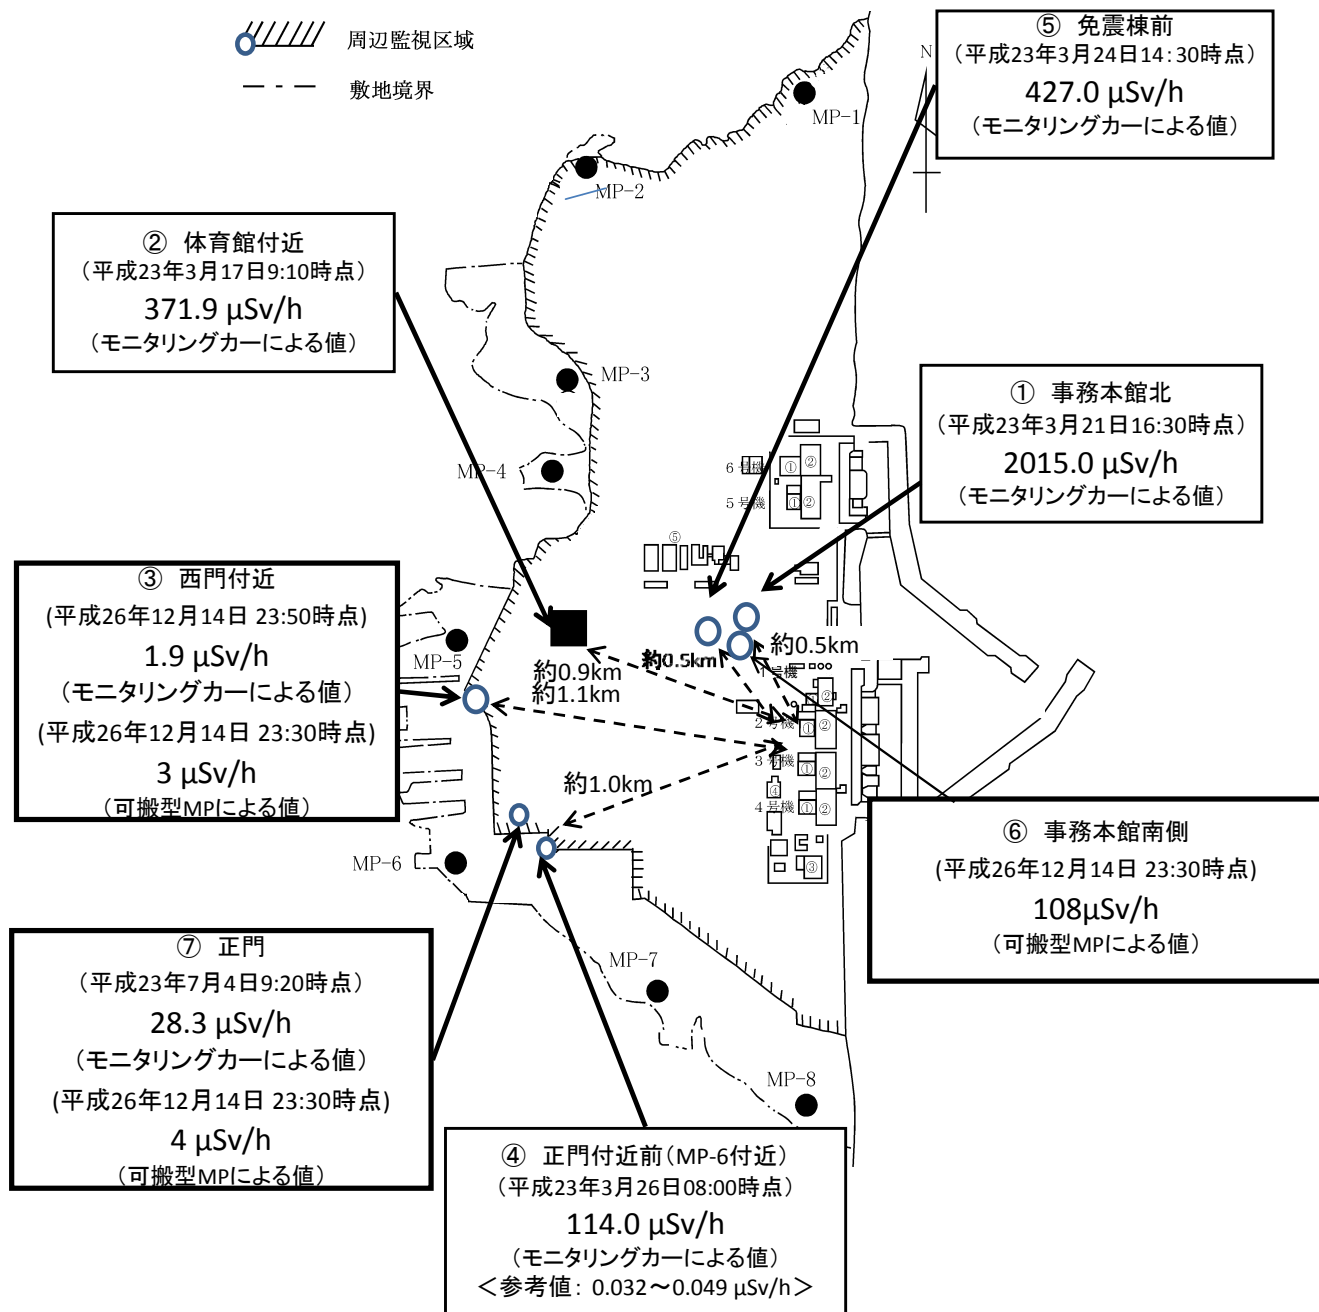 周辺監視区域
敷地境界
⑤ 免震棟前
（平成23年3月24日14：30時点）
427.0 μSv/h
（モニタリングカーによる値）
N
MP-1
MP-2
② 体育館付近
（平成23年3月17日9:10時点）
371.9 μSv/h
（モニタリングカーによる値）
MP-3
① 事務本館北
（平成23年3月21日16:30時点）
2015.0 μSv/h
（モニタリングカーによる値）
MP-4
6号機
①
②
5号機
①
②
⑤
③ 西門付近
(平成26年12月14日 23:50時点)
1.9 μSv/h
（モニタリングカーによる値）
(平成26年12月14日 23:30時点)
3 μSv/h
（可搬型MPによる値）
MP-5
約0.5km
約0.5km
約0.9km
約1.1km
1号機
②
2号機
①
②
3号機
①
②
約1.0km
④
4号機
①
②
③
MP-6
⑥ 事務本館南側
(平成26年12月14日 23:30時点)
108μSv/h
（可搬型MPによる値）
⑦ 正門
（平成23年7月4日9:20時点）
28.3 μSv/h
（モニタリングカーによる値）
(平成26年12月14日 23:30時点)
4 μSv/h
（可搬型MPによる値）
MP-7
MP-8
④ 正門付近前（MP-6付近）
（平成23年3月26日08:00時点）
114.0 μSv/h
（モニタリングカーによる値）
＜参考値： 0.032～0.049 μSv/h＞